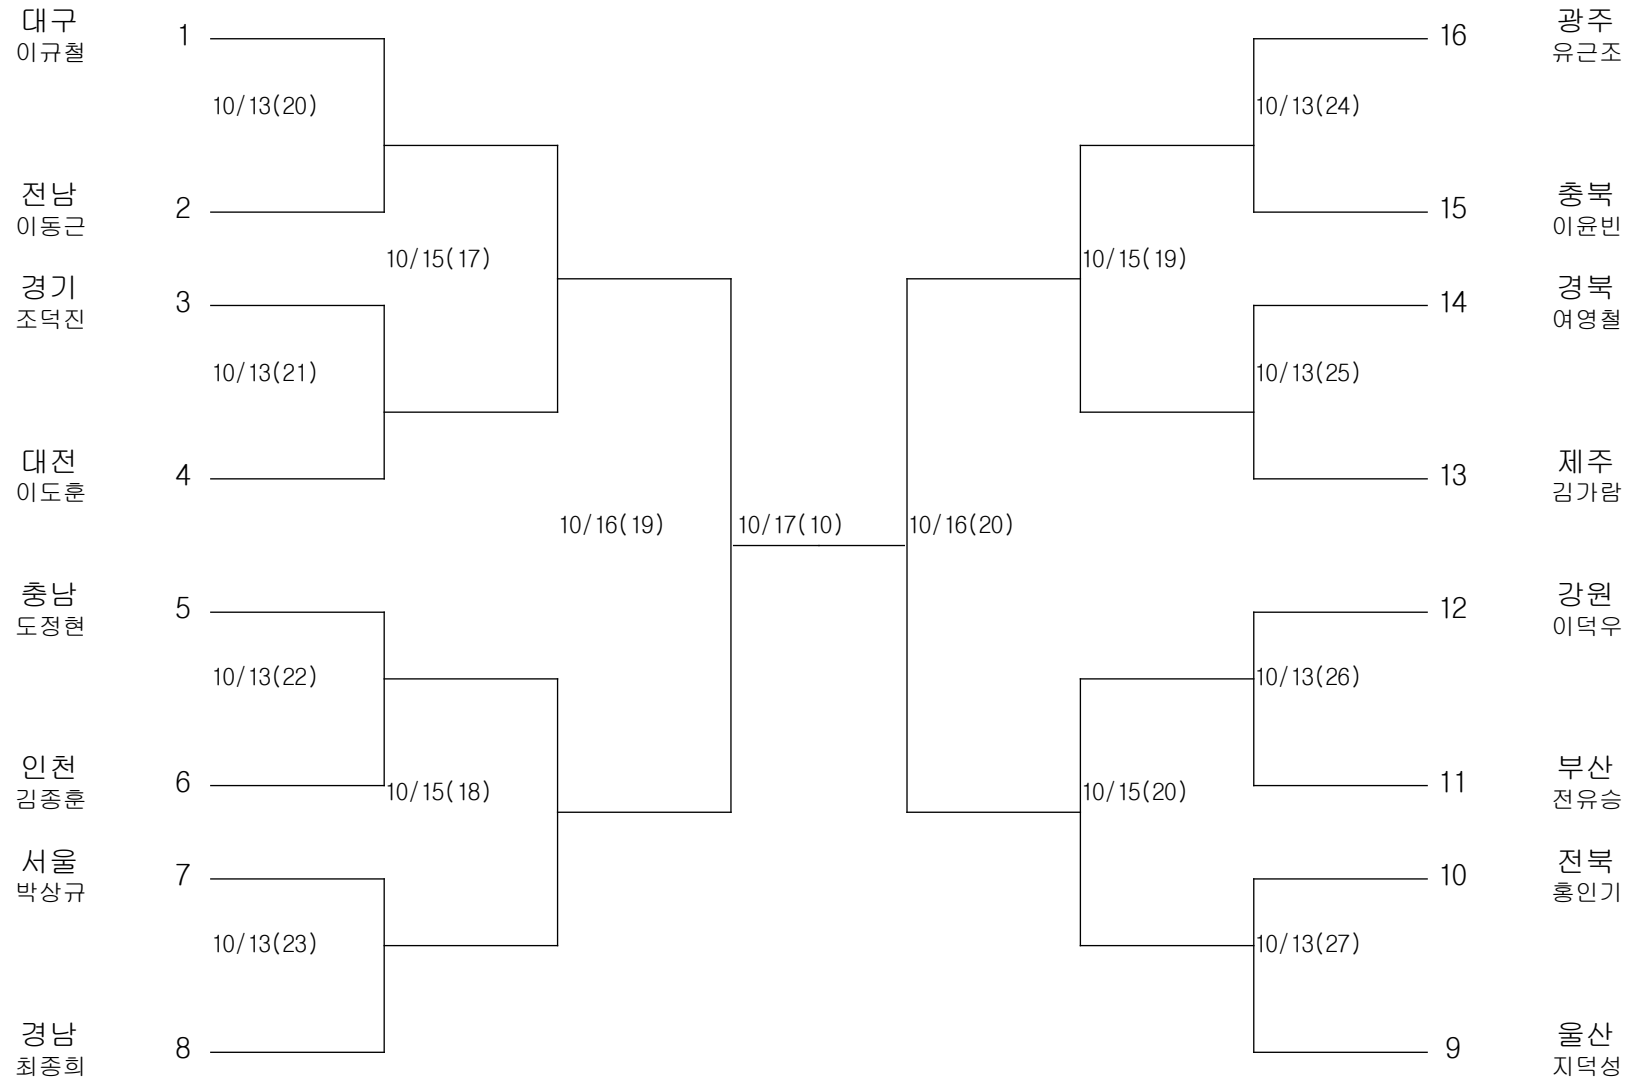 대구 1 16 광주
이규철 유근조
10/13(20) 10/13(24)
전남 2 15 충북
이동근 이윤빈
10/15(17) 10/15(19)
경기 3 14 경북
조덕진 여영철
10/13(21) 10/13(25)
대전 4 13 제주
이도훈 김가람
10/16(19) 10/17(10) 10/16(20)
충남 5 12 강원
도정현 이덕우
10/13(22) 10/13(26)
인천 6 11 부산
김종훈 10/15(18) 10/15(20) 전유승
서울 7 10 전북
박상규 홍인기
10/13(23) 10/13(27)
경남 8 9 울산
최종희 지덕성